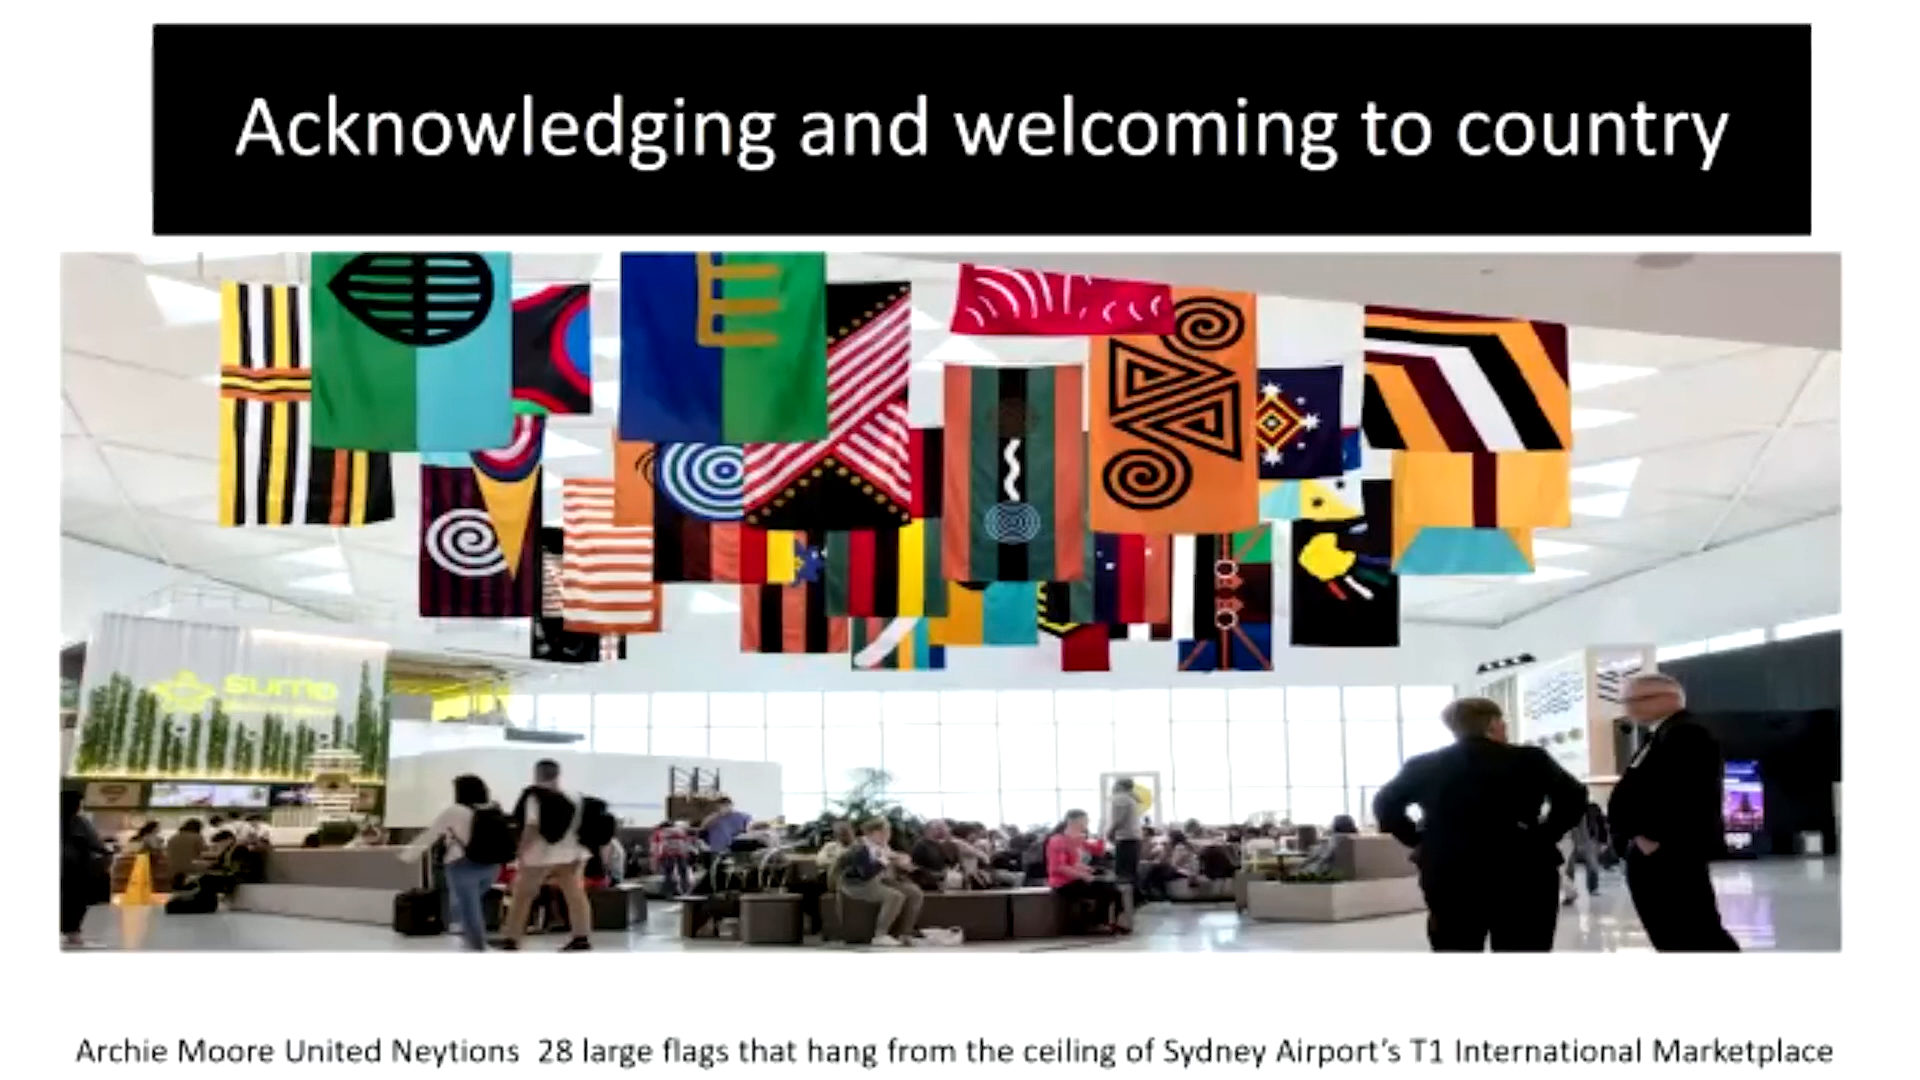 Acknowledging and welcoming to country
sumo
Archie Moore United Neytions 28 large flags that hang from the ceiling of Sydney Airport's T1 International Marketplace